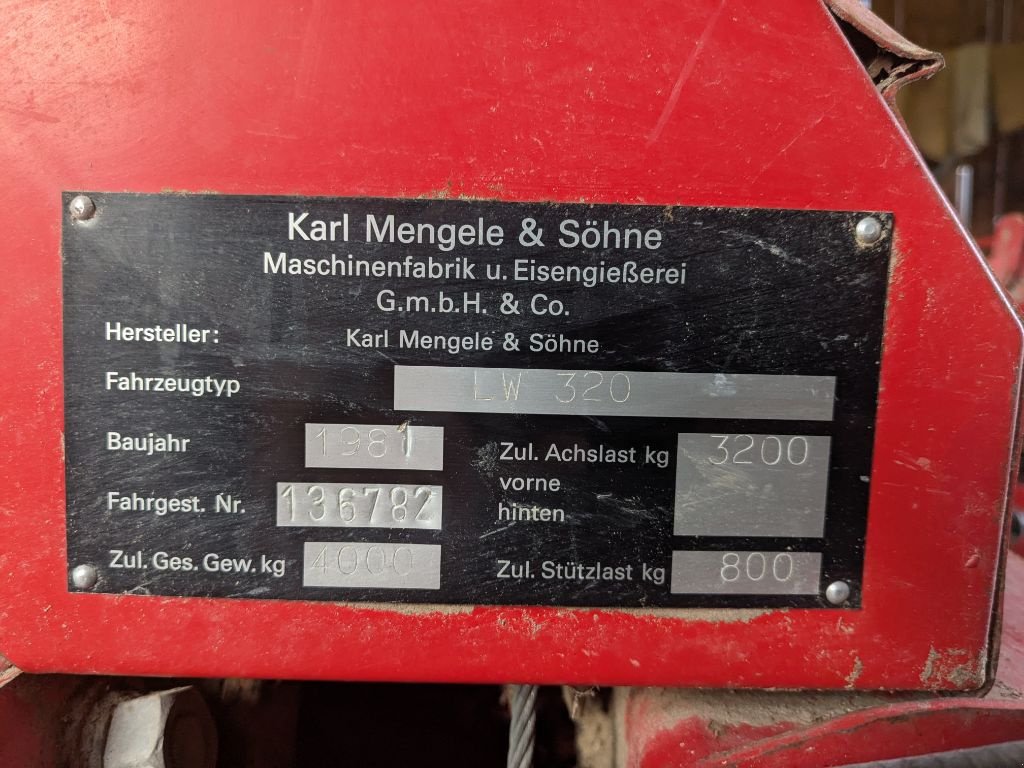 Karl Mengele & Söhne
Maschinenfabrik u. Eisengießerei
G.m.b.H. & Co.
Hersteller: Karl Mengele & Söhne
Fahrzeugtyp LW 320
Baujahr 1981
Zul. Achslast kg 3200
vorne
hinten
Fahrgest. Nr. 136782
Zul. Ges. Gew. kg 4000
Zul. Stützlast kg 800